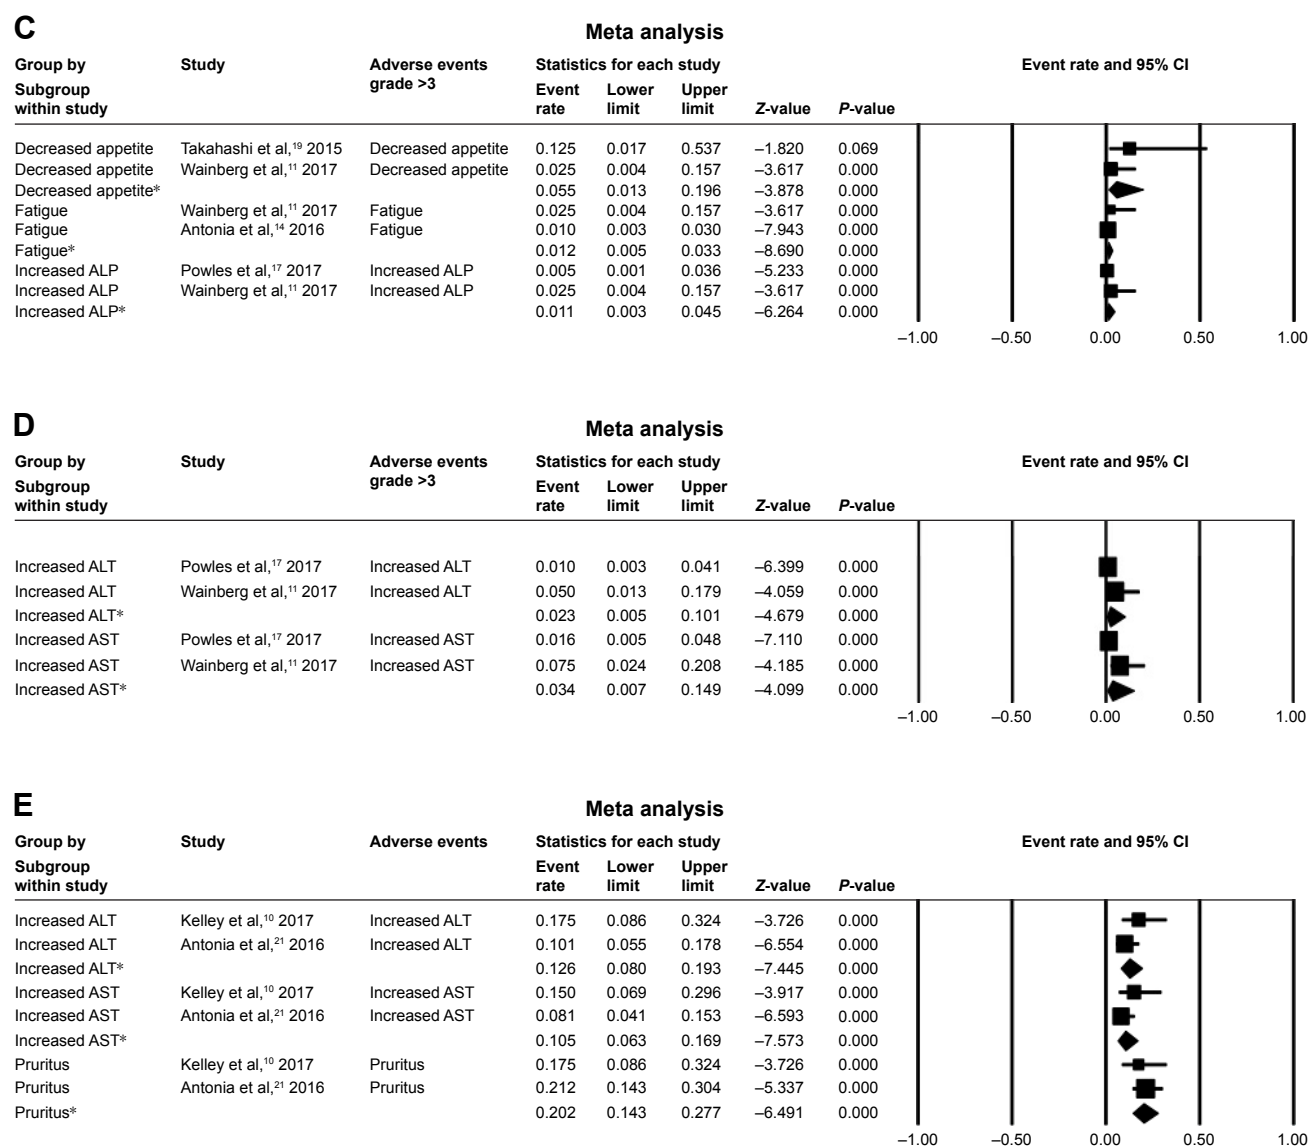 C
Meta analysis
Group by Study Adverse events grade >3 Statistics for each study Event rate and 95% CI
Subgroup within study Event rate Lower limit Upper limit Z-value P-value
Decreased appetite Takahashi et al,19 2015 Decreased appetite 0.125 0.017 0.537 –1.820 0.069
Decreased appetite Wainberg et al,11 2017 Decreased appetite 0.025 0.004 0.157 –3.617 0.000
Decreased appetite* 0.055 0.013 0.196 –3.878 0.000
Fatigue Wainberg et al,11 2017 Fatigue 0.025 0.004 0.157 –3.617 0.000
Fatigue Antonia et al,14 2016 Fatigue 0.010 0.003 0.030 –7.943 0.000
Fatigue* 0.012 0.005 0.033 –8.690 0.000
Increased ALP Powles et al,17 2017 Increased ALP 0.005 0.001 0.036 –5.233 0.000
Increased ALP Wainberg et al,11 2017 Increased ALP 0.025 0.004 0.157 –3.617 0.000
Increased ALP* 0.011 0.003 0.045 –6.264 0.000
–1.00 –0.50 0.00 0.50 1.00
D
Meta analysis
Group by Study Adverse events grade >3 Statistics for each study Event rate and 95% CI
Subgroup within study Event rate Lower limit Upper limit Z-value P-value
Increased ALT Powles et al,17 2017 Increased ALT 0.010 0.003 0.041 –6.399 0.000
Increased ALT Wainberg et al,11 2017 Increased ALT 0.050 0.013 0.179 –4.059 0.000
Increased ALT* 0.023 0.005 0.101 –4.679 0.000
Increased AST Powles et al,17 2017 Increased AST 0.016 0.005 0.048 –7.110 0.000
Increased AST Wainberg et al,11 2017 Increased AST 0.075 0.024 0.208 –4.185 0.000
Increased AST* 0.034 0.007 0.149 –4.099 0.000
–1.00 –0.50 0.00 0.50 1.00
E
Meta analysis
Group by Study Adverse events Statistics for each study Event rate and 95% CI
Subgroup within study Event rate Lower limit Upper limit Z-value P-value
Increased ALT Kelley et al,10 2017 Increased ALT 0.175 0.086 0.324 –3.726 0.000
Increased ALT Antonia et al,21 2016 Increased ALT 0.101 0.055 0.178 –6.554 0.000
Increased ALT* 0.126 0.080 0.193 –7.445 0.000
Increased AST Kelley et al,10 2017 Increased AST 0.150 0.069 0.296 –3.917 0.000
Increased AST Antonia et al,21 2016 Increased AST 0.081 0.041 0.153 –6.593 0.000
Increased AST* 0.105 0.063 0.169 –7.573 0.000
Pruritus Kelley et al,10 2017 Pruritus 0.175 0.086 0.324 –3.726 0.000
Pruritus Antonia et al,21 2016 Pruritus 0.212 0.143 0.304 –5.337 0.000
Pruritus* 0.202 0.143 0.277 –6.491 0.000
–1.00 –0.50 0.00 0.50 1.00